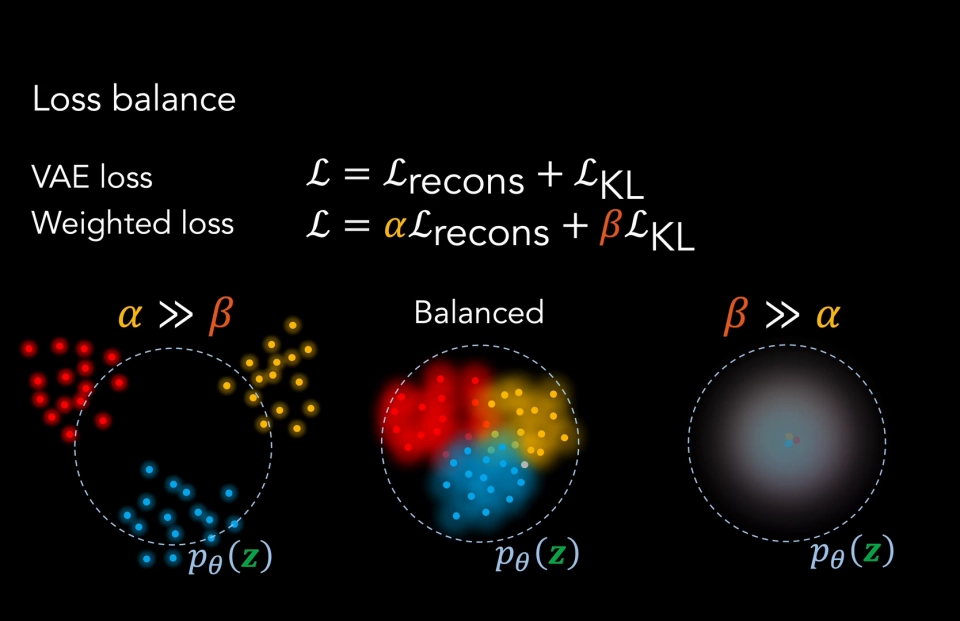 Loss balance
VAE loss ℒ = ℒrecons + ℒKL
Weighted loss ℒ = αℒrecons + βℒKL
α ≫ β Balanced β ≫ α
pθ(z) pθ(z) pθ(z)